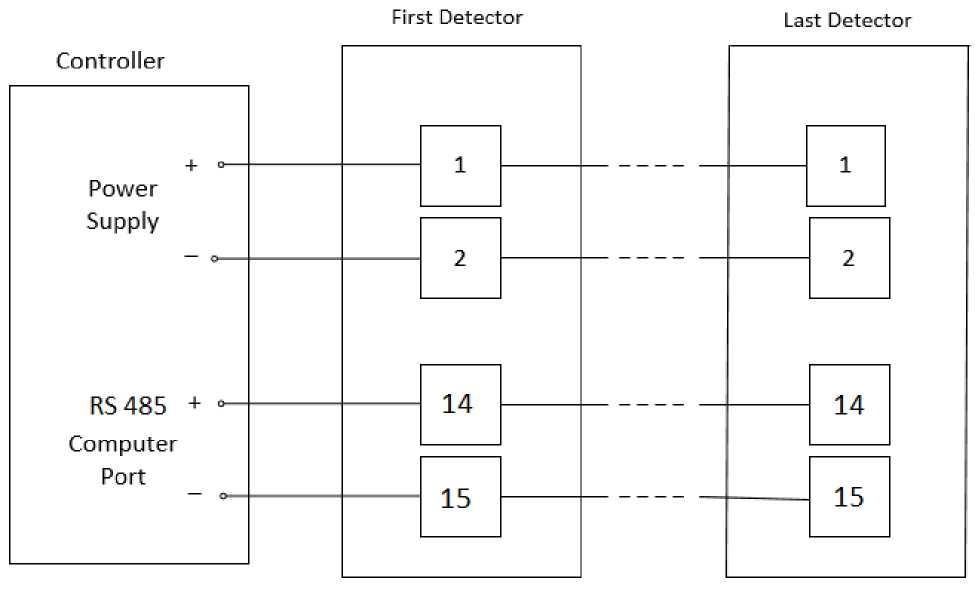 First Detector
Last Detector
Controller
+
1
1
Power
Supply
−
2
2
RS 485 +
14
14
Computer
Port
−
15
15